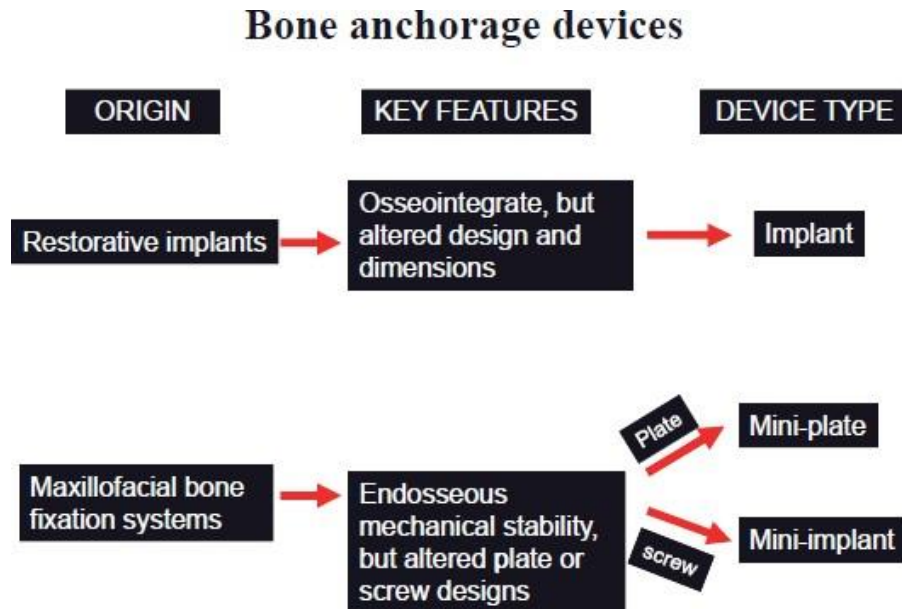 Bone anchorage devices
ORIGIN
KEY FEATURES
DEVICE TYPE
Restorative implants
Osseointegrate, but
altered design and
dimensions
Implant
Maxillofacial bone
fixation systems
Endosseous
mechanical stability,
but altered plate or
screw designs
Plate
Mini-plate
screw
Mini-implant